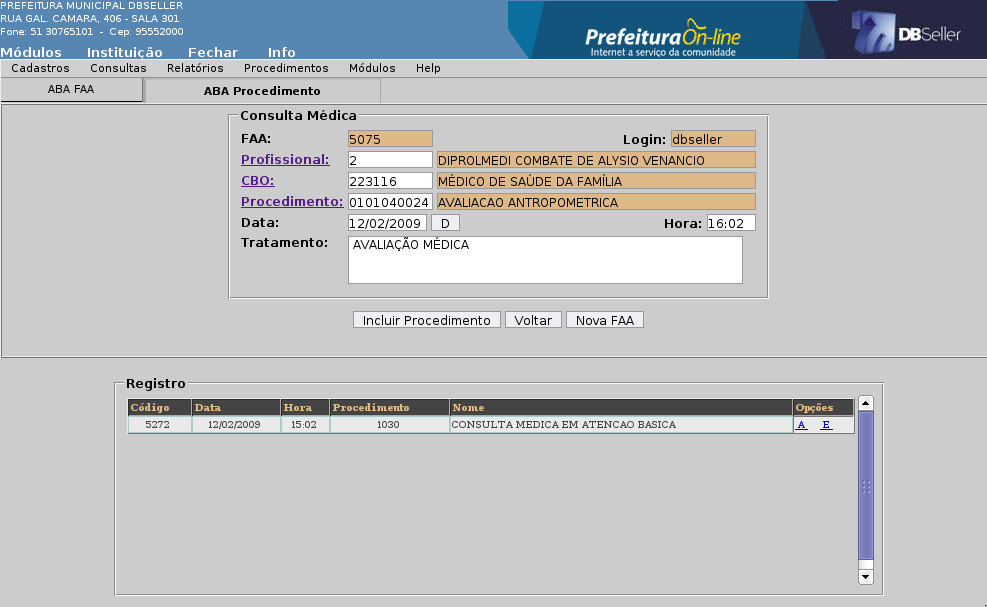 PREFEITURA MUNICIPAL DBSELLER
RUA GAL. CAMARA, 406 - SALA 301
Fone: 51 30765101 - Cep: 95552000
Módulos Instituição Fechar Info
Prefeitura On-line
Internet a serviço da comunidade
DBSeller
Cadastros Consultas Relatórios Procedimentos Módulos Help
ABA FAA ABA Procedimento
Consulta Médica
FAA: 5075 Login: dbseller
Profissional: 2 DIPROLMEDI COMBATE DE ALYSIO VENANCIO
CBO: 223116 MÉDICO DE SAÚDE DA FAMÍLIA
Procedimento: 0101040024 AVALIACAO ANTROPOMETRICA
Data: 12/02/2009 D Hora: 16:02
Tratamento: AVALIAÇÃO MÉDICA
Incluir Procedimento Voltar Nova FAA
Registro
Código Data Hora Procedimento Nome Opções
5272 12/02/2009 15:02 1030 CONSULTA MEDICA EM ATENCAO BASICA A E